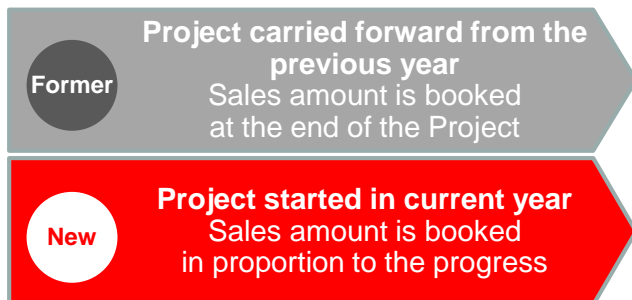 Former
Project carried forward from the
previous year
Sales amount is booked
at the end of the Project
New
Project started in current year
Sales amount is booked
in proportion to the progress